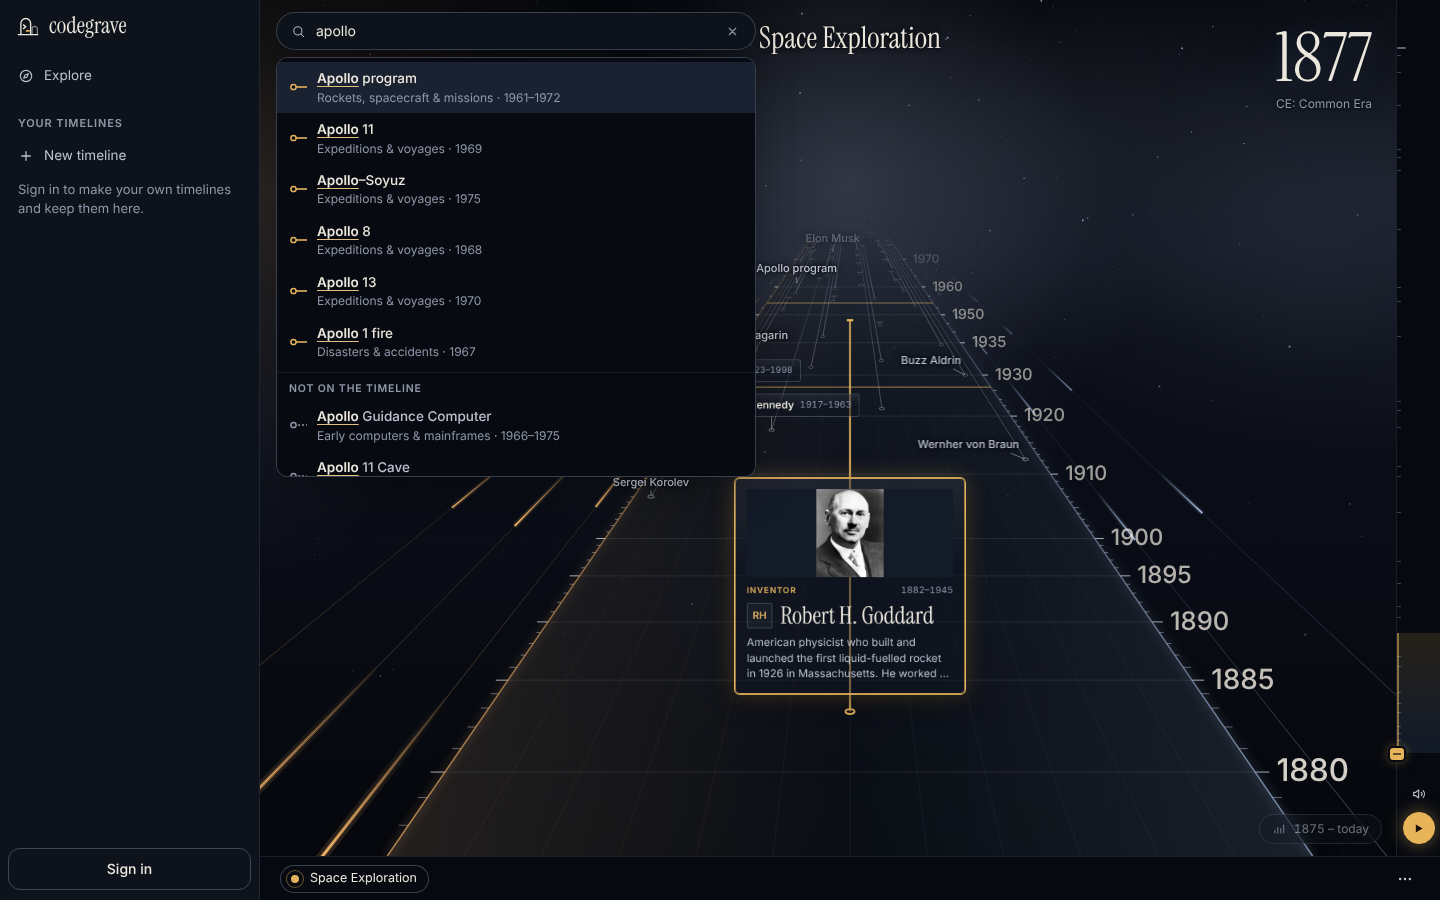 codegrave
Explore
YOUR TIMELINES
New timeline
Sign in to make your own timelines
and keep them here.
Sign in
apollo
Apollo program
Rockets, spacecraft & missions · 1961–1972
Apollo 11
Expeditions & voyages · 1969
Apollo–Soyuz
Expeditions & voyages · 1975
Apollo 8
Expeditions & voyages · 1968
Apollo 13
Expeditions & voyages · 1970
Apollo 1 fire
Disasters & accidents · 1967
NOT ON THE TIMELINE
Apollo Guidance Computer
Early computers & mainframes · 1966–1975
Apollo 11 Cave
Space Exploration
1877
CE: Common Era
Elon Musk
1970
Apollo program
1960
1950
agarin
1935
Buzz Aldrin
23–1998
1930
ennedy 1917–1963
1920
Wernher von Braun
1910
Sergei Korolev
1900
1895
INVENTOR 1882–1945
RH Robert H. Goddard
1890
American physicist who built and
launched the first liquid-fuelled rocket
in 1926 in Massachusetts. He worked ...
1885
1880
1875 – today
Space Exploration